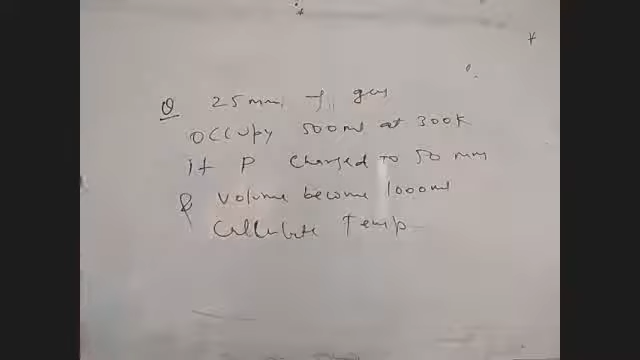 Q 25mm of gas
occupy 500ml at 300K
if P changed to 50 mm
& volume become 1000ml
Calculate Temp